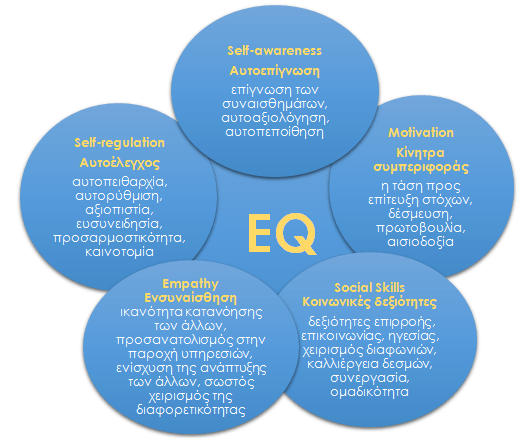 Self-awareness
Αυτοεπίγνωση
επίγνωση των
συναισθημάτων,
αυτοαξιολόγηση,
αυτοπεποίθηση
Self-regulation
Αυτοέλεγχος
αυτοπειθαρχία,
αυτορύθμιση,
αξιοπιστία,
ευσυνειδησία,
προσαρμοστικότητα,
καινοτομία
Motivation
Κίνητρα
συμπεριφοράς
η τάση προς
επίτευξη στόχων,
δέσμευση,
πρωτοβουλία,
αισιοδοξία
EQ
Empathy
Ενσυναίσθηση
ικανότητα κατανόησης
των άλλων,
προσανατολισμός στην
παροχή υπηρεσιών,
ενίσχυση της ανάπτυξης
των άλλων, σωστός
χειρισμός της
διαφορετικότητας
Social Skills
Κοινωνικές δεξιότητες
δεξιότητες επιρροής,
επικοινωνίας, ηγεσίας,
χειρισμός διαφωνιών,
καλλιέργεια δεσμών,
συνεργασία,
ομαδικότητα